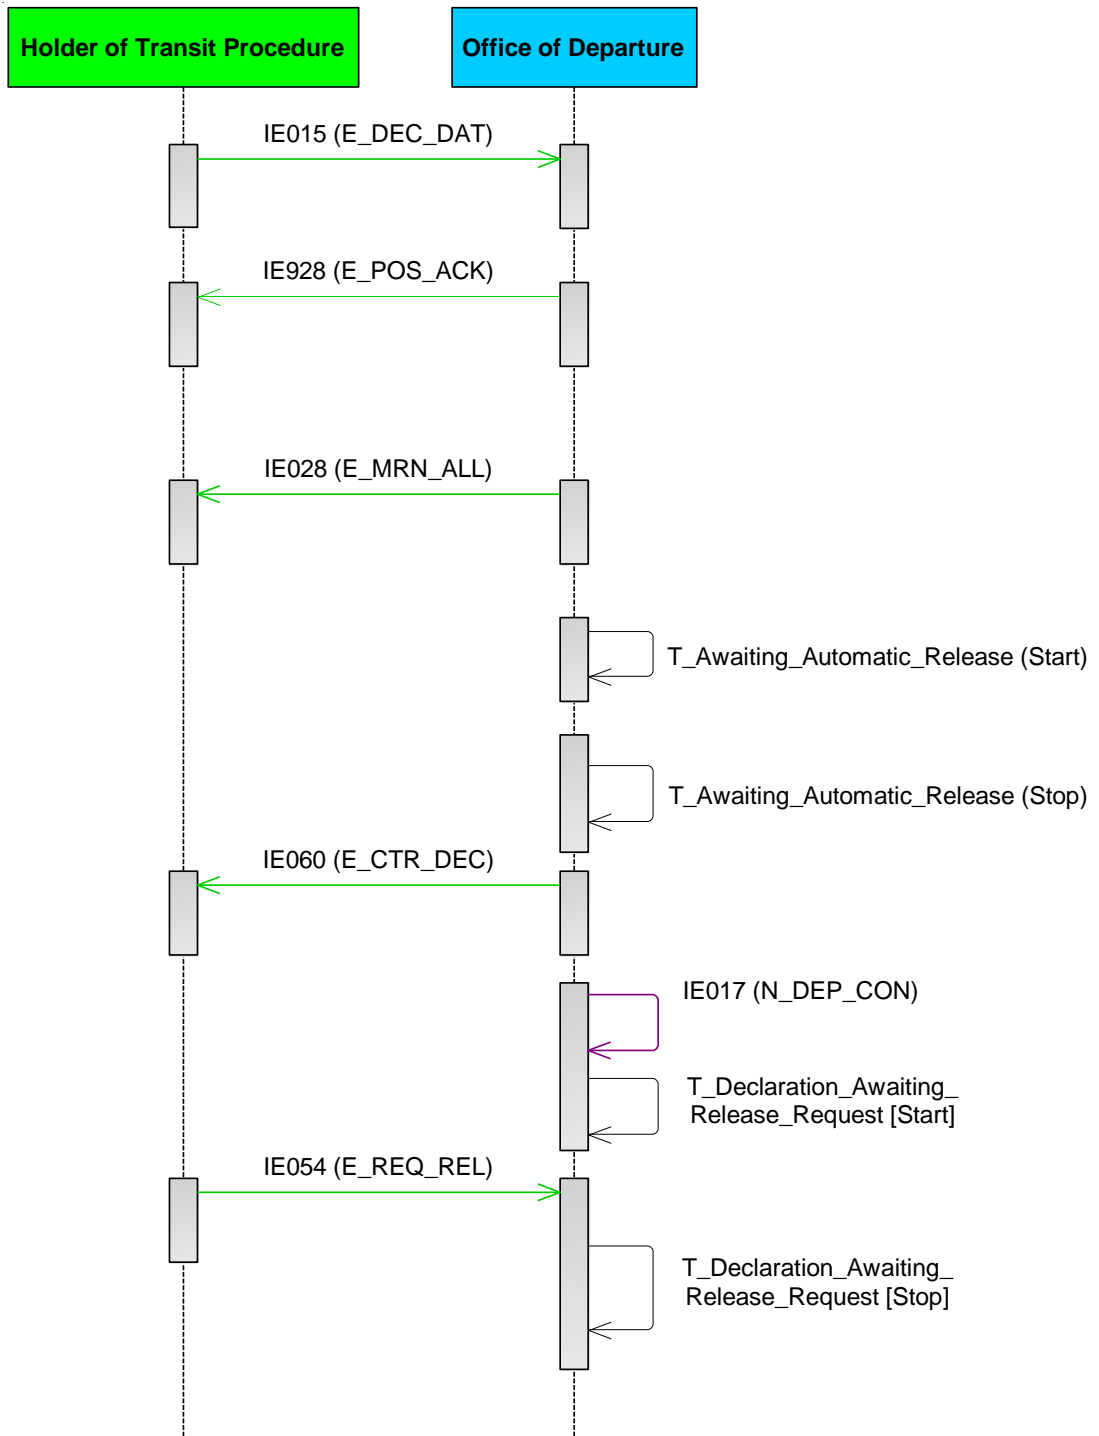 Holder of Transit Procedure
Office of Departure
IE015 (E_DEC_DAT)
IE928 (E_POS_ACK)
IE028 (E_MRN_ALL)
T_Awaiting_Automatic_Release (Start)
T_Awaiting_Automatic_Release (Stop)
IE060 (E_CTR_DEC)
IE017 (N_DEP_CON)
T_Declaration_Awaiting_
Release_Request [Start]
IE054 (E_REQ_REL)
T_Declaration_Awaiting_
Release_Request [Stop]